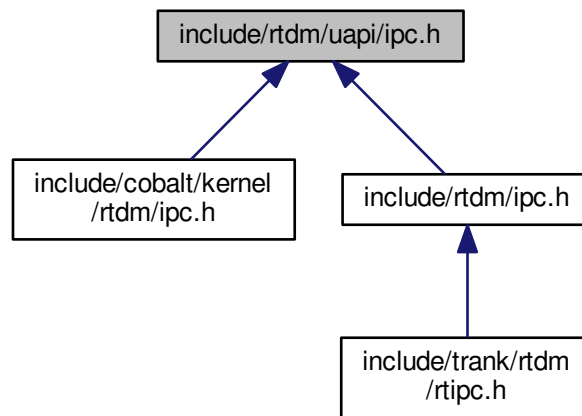 include/rtdm/uapi/ipc.h
include/cobalt/kernel
/rtdm/ipc.h
include/rtdm/ipc.h
include/trank/rtdm
/rtipc.h